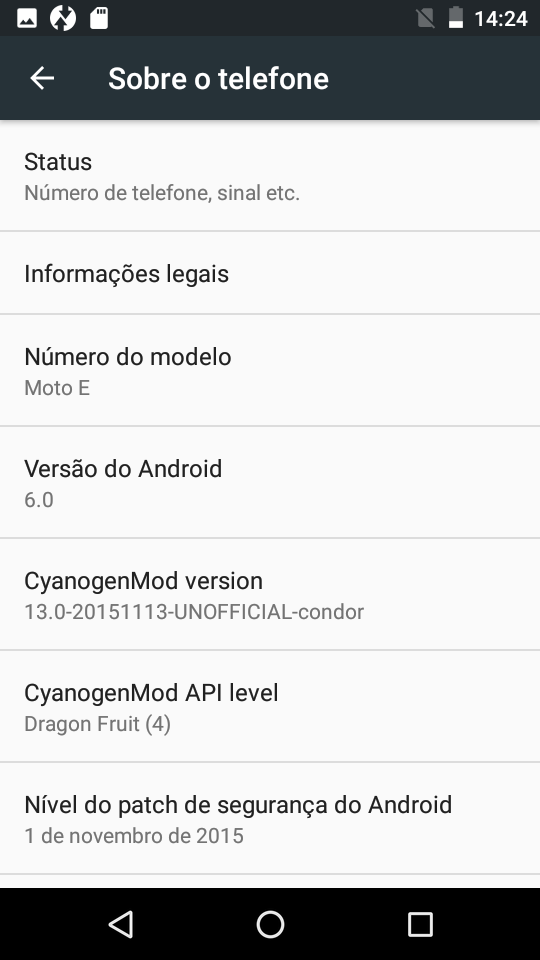 14:24
Sobre o telefone
Status
Número de telefone, sinal etc.
Informações legais
Número do modelo
Moto E
Versão do Android
6.0
CyanogenMod version
13.0-20151113-UNOFFICIAL-condor
CyanogenMod API level
Dragon Fruit (4)
Nível do patch de segurança do Android
1 de novembro de 2015